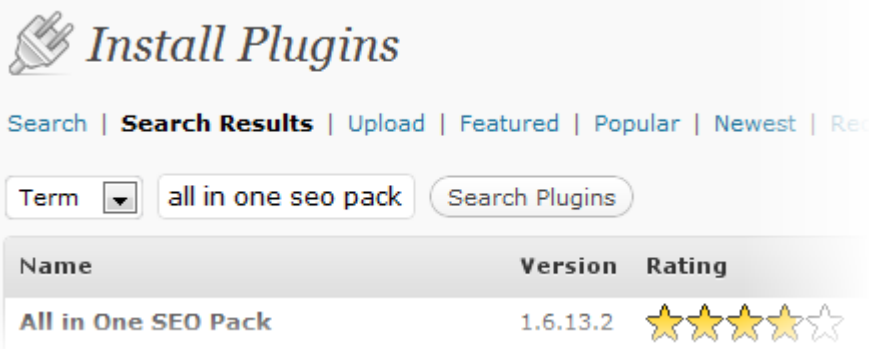 Install Plugins
Search | Search Results | Upload | Featured | Popular | Newest | Rec
Term all in one seo pack Search Plugins
Name Version Rating
All in One SEO Pack 1.6.13.2